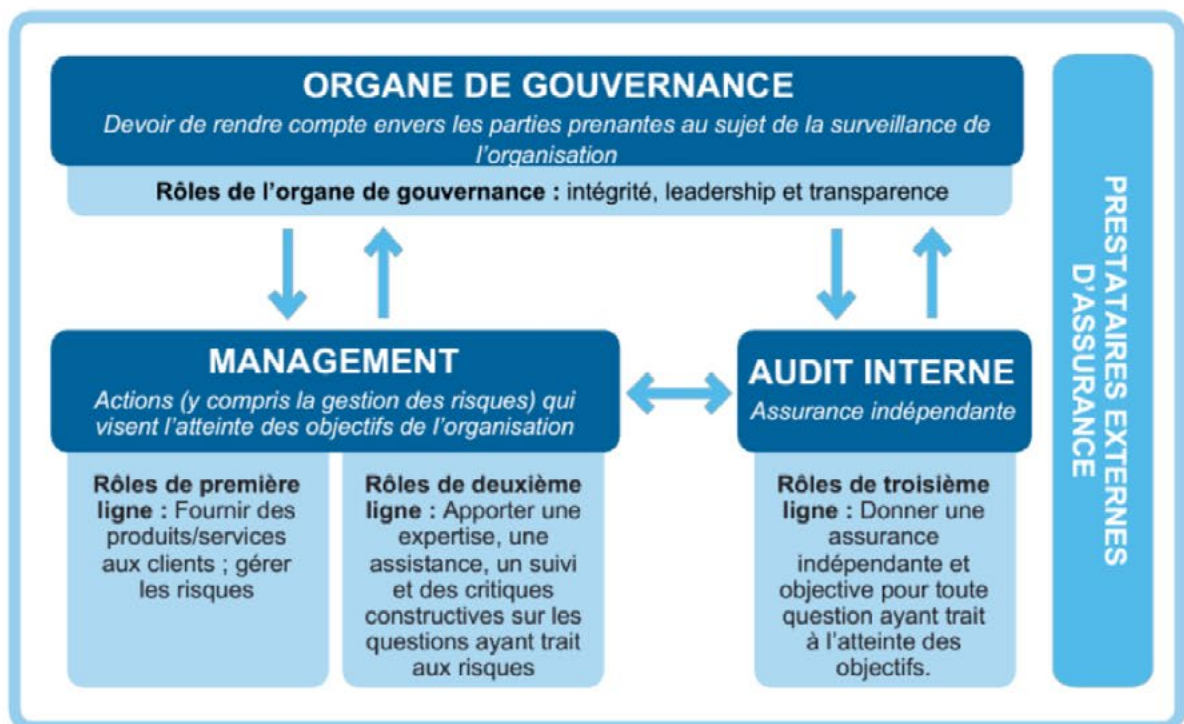 ORGANE DE GOUVERNANCE
Devoir de rendre compte envers les parties prenantes au sujet de la surveillance de
l'organisation
Rôles de l'organe de gouvernance : intégrité, leadership et transparence
MANAGEMENT
Actions (y compris la gestion des risques) qui
visent l'atteinte des objectifs de l'organisation
Rôles de première
ligne : Fournir des
produits/services
aux clients ; gérer
les risques
Rôles de deuxième
ligne : Apporter une
expertise, une
assistance, un suivi
et des critiques
constructives sur les
questions ayant trait
aux risques
AUDIT INTERNE
Assurance indépendante
Rôles de troisième
ligne : Donner une
assurance
indépendante et
objective pour toute
question ayant trait
à l'atteinte des
objectifs.
PRESTATAIRES EXTERNES
D'ASSURANCE